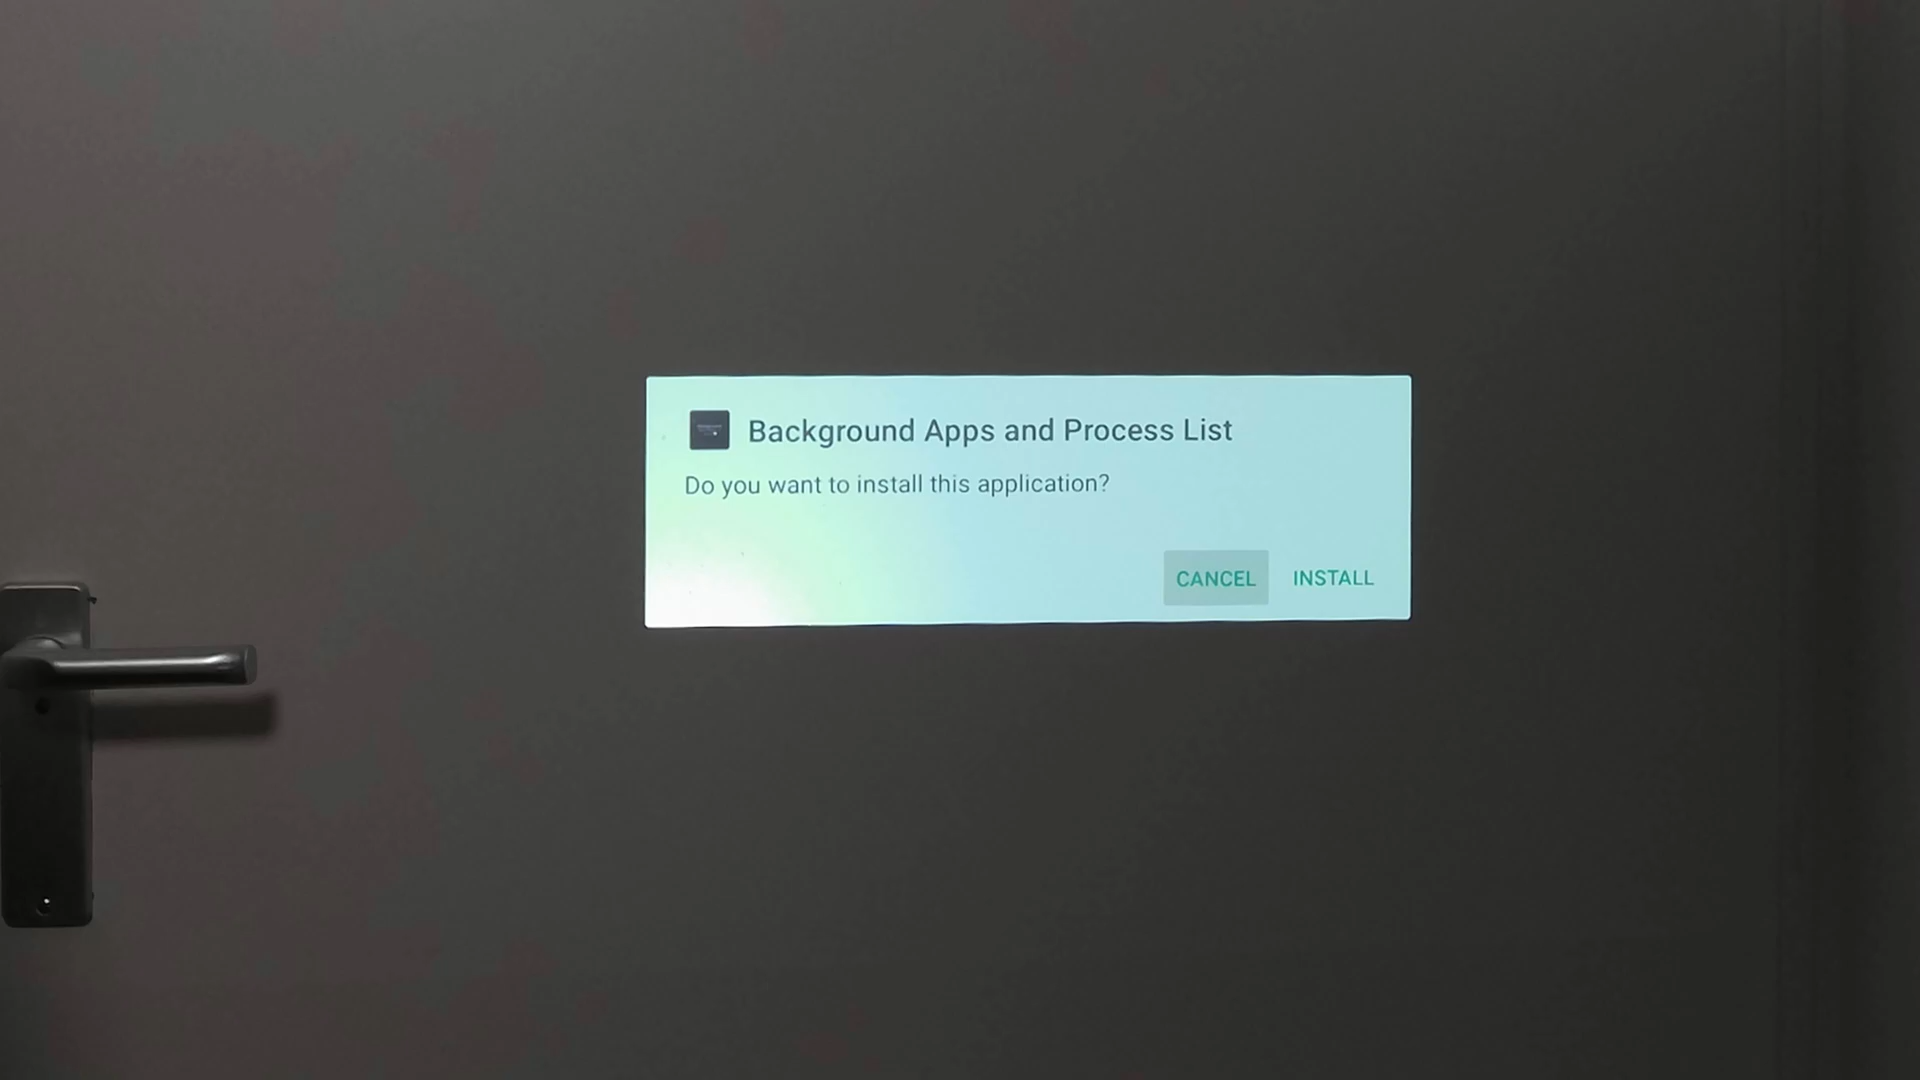 Background Apps and Process List
Do you want to install this application?
CANCEL INSTALL